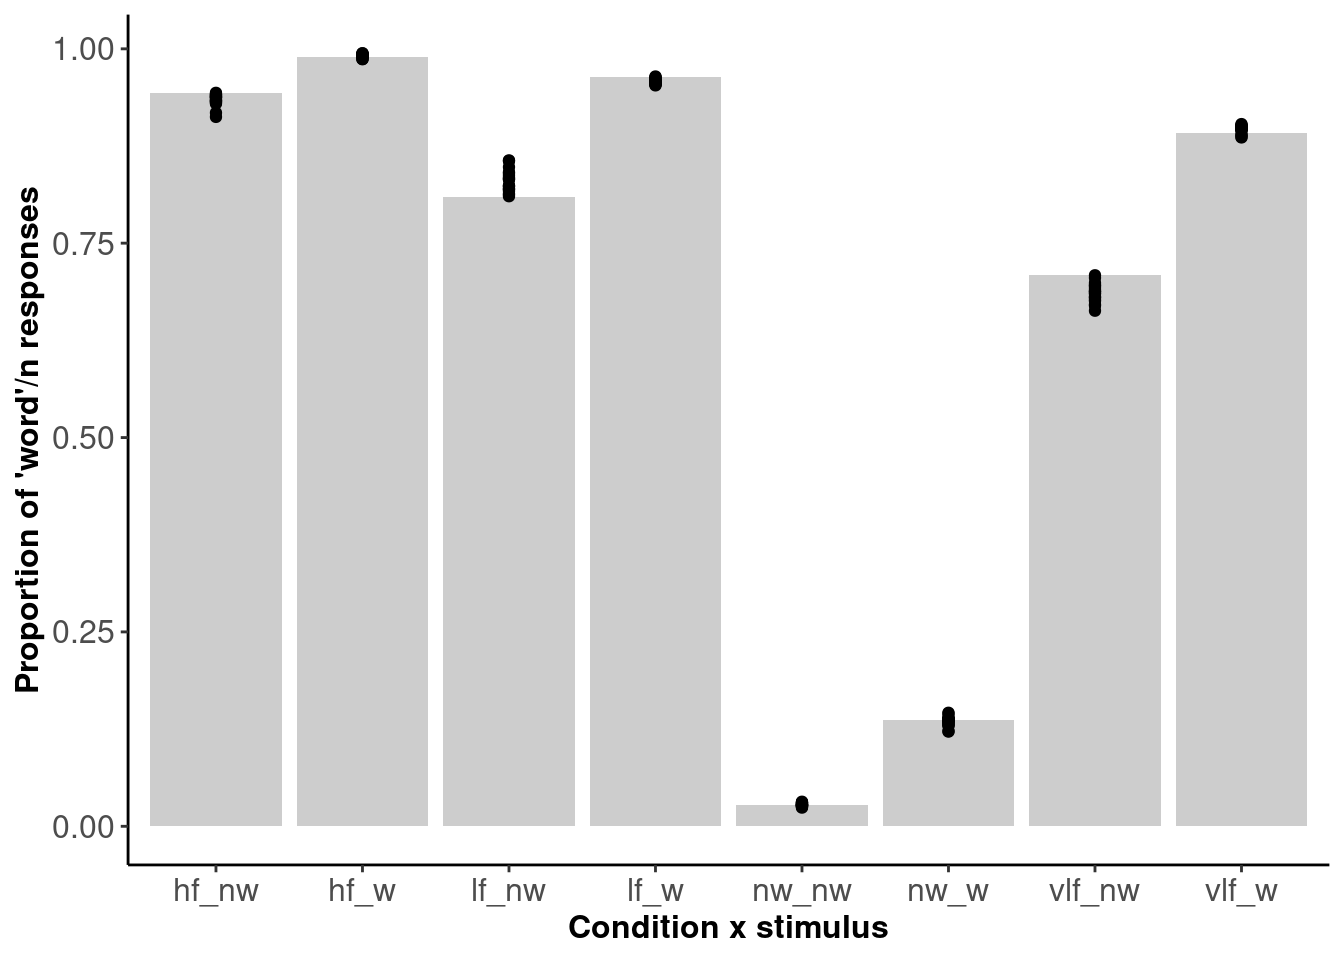 Proportion of 'word'/n responses
1.00
0.75
0.50
0.25
0.00
hf_nw hf_w lf_nw lf_w nw_nw nw_w vlf_nw vlf_w
Condition x stimulus